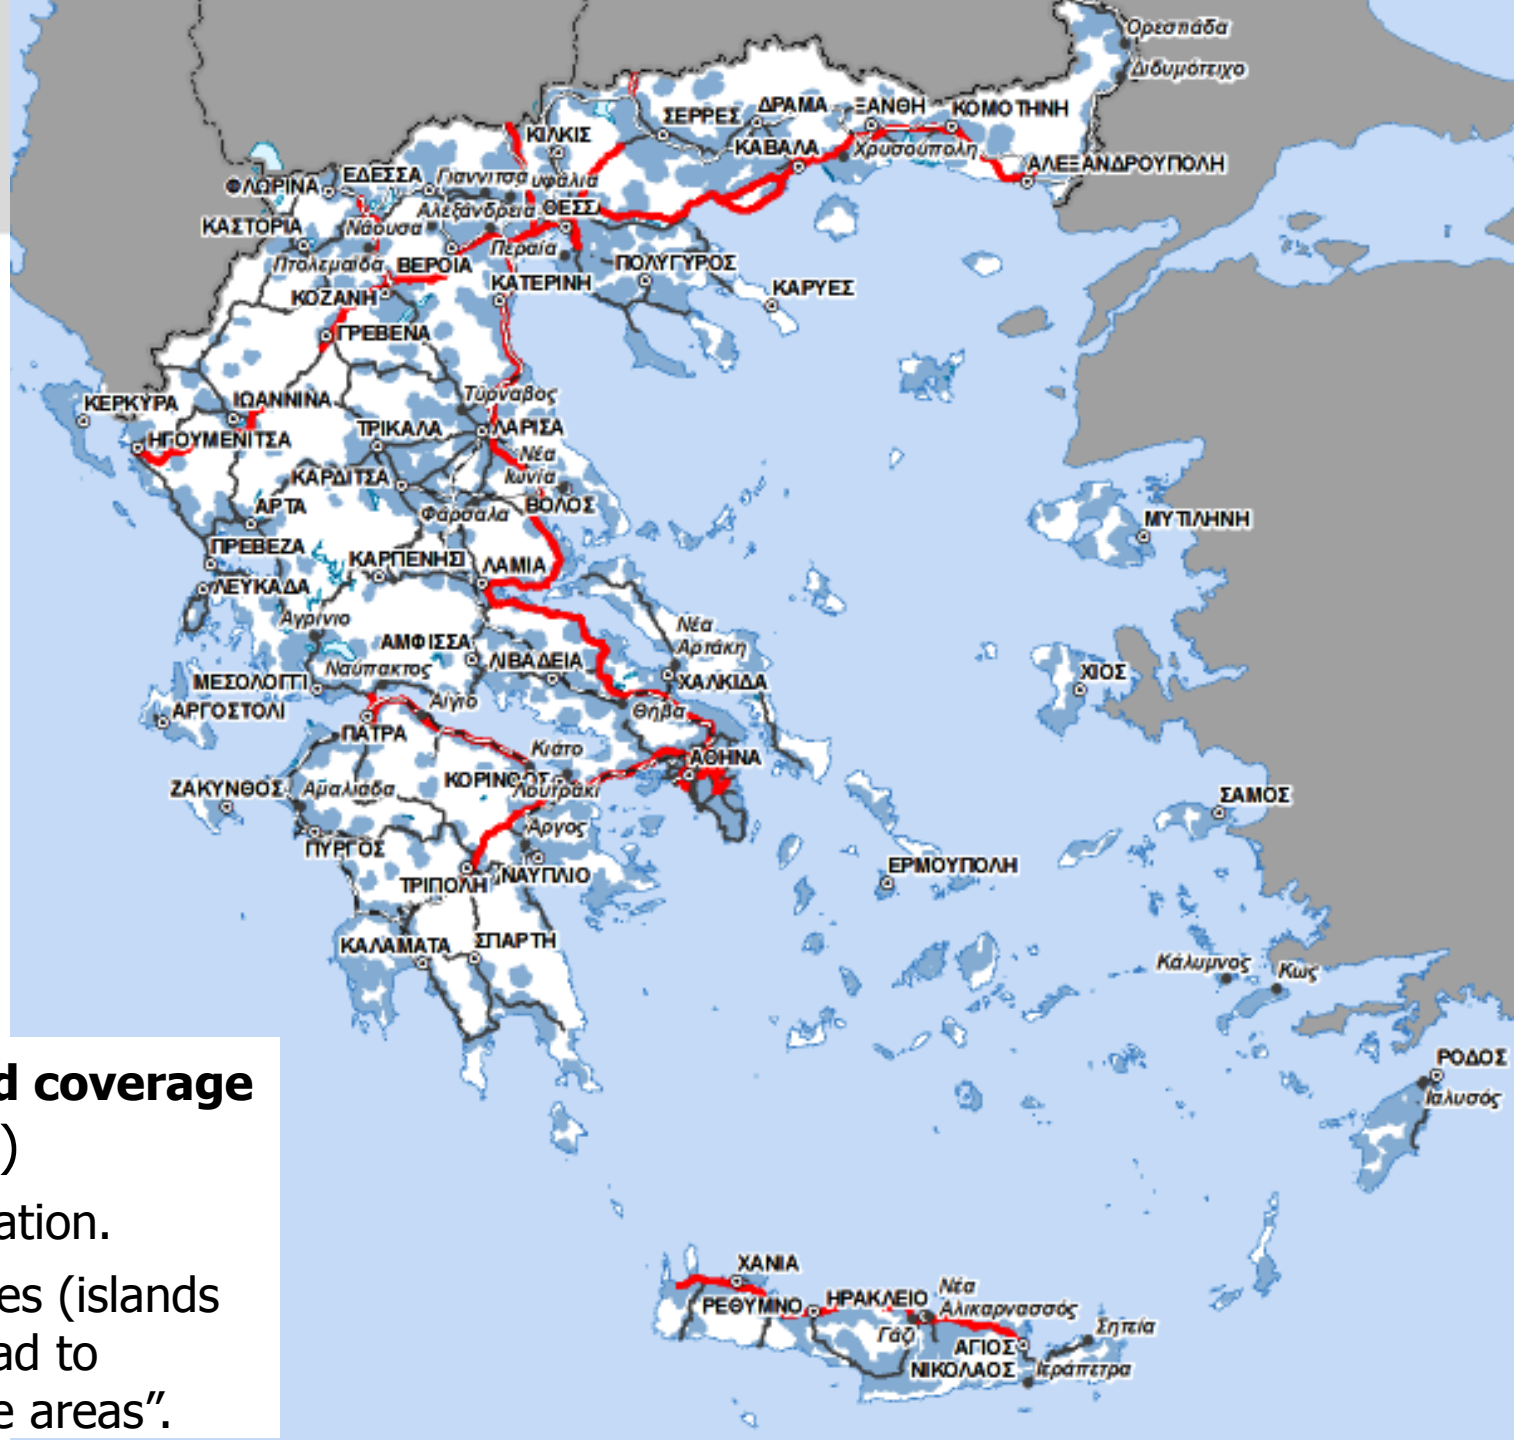 Ορεσπάδα
Διδυμότειχο
ΣΕΡΡΕΣ
ΔΡΑΜΑ
ΞΑΝΘΗ
ΚΟΜΟΤΗΝΗ
ΚΙΛΚΙΣ
ΚΑΒΑΛΑ
Χρυσούπολη
ΑΛΕΞΑΝΔΡΟΥΠΟΛΗ
ΦΛΩΡΙΝΑ
ΕΔΕΣΣΑ
Γιαννιτσα
υφάλια
ΚΑΣΤΟΡΙΑ
Νάουσα
Αλεξάνδρεια
ΘΕΣΣ
Πτολεμαΐδα
ΒΕΡΟΙΑ
Περαία
ΠΟΛΥΓΥΡΟΣ
ΚΟΖΑΝΗ
ΚΑΤΕΡΙΝΗ
ΚΑΡΥΕΣ
ΓΡΕΒΕΝΑ
ΚΕΡΚΥΡΑ
ΙΩΑΝΝΙΝΑ
Τύρναβος
ΗΓΟΥΜΕΝΙΤΣΑ
ΤΡΙΚΑΛΑ
ΛΑΡΙΣΑ
Νέα
Ιωνία
ΚΑΡΔΙΤΣΑ
ΑΡΤΑ
Φάρσαλα
ΒΟΛΟΣ
ΜΥΤΙΛΗΝΗ
ΠΡΕΒΕΖΑ
ΚΑΡΠΕΝΗΣΙ
ΛΑΜΙΑ
ΛΕΥΚΑΔΑ
Αγρίνιο
ΑΜΦΙΣΣΑ
Νέα
Αρτάκη
ΜΕΣΟΛΟΓΓΙ
Ναύπακτος
ΛΙΒΑΔΕΙΑ
ΧΑΛΚΙΔΑ
ΧΙΟΣ
ΑΡΓΟΣΤΟΛΙ
Αίγιο
Θήβα
ΠΑΤΡΑ
Κιάτο
ΑΘΗΝΑ
ΖΑΚΥΝΘΟΣ
Αμαλιάδα
ΚΟΡΙΝΘΟΣ
Λουτράκι
ΣΑΜΟΣ
ΠΥΡΓΟΣ
Άργος
ΤΡΙΠΟΛΗ
ΝΑΥΠΛΙΟ
ΕΡΜΟΥΠΟΛΗ
ΚΑΛΑΜΑΤΑ
ΣΠΑΡΤΗ
Κάλυμνος
Κως
ΡΟΔΟΣ
Ιαλυσός
d coverage
)
ation.
es (islands
ad to
e areas”.
ΧΑΝΙΑ
ΡΕΘΥΜΝΟ
ΗΡΑΚΛΕΙΟ
Νέα
Αλικαρνασσός
Γάζι
ΑΓΙΟΣ
ΝΙΚΟΛΑΟΣ
Σητεία
Ιεράπετρα